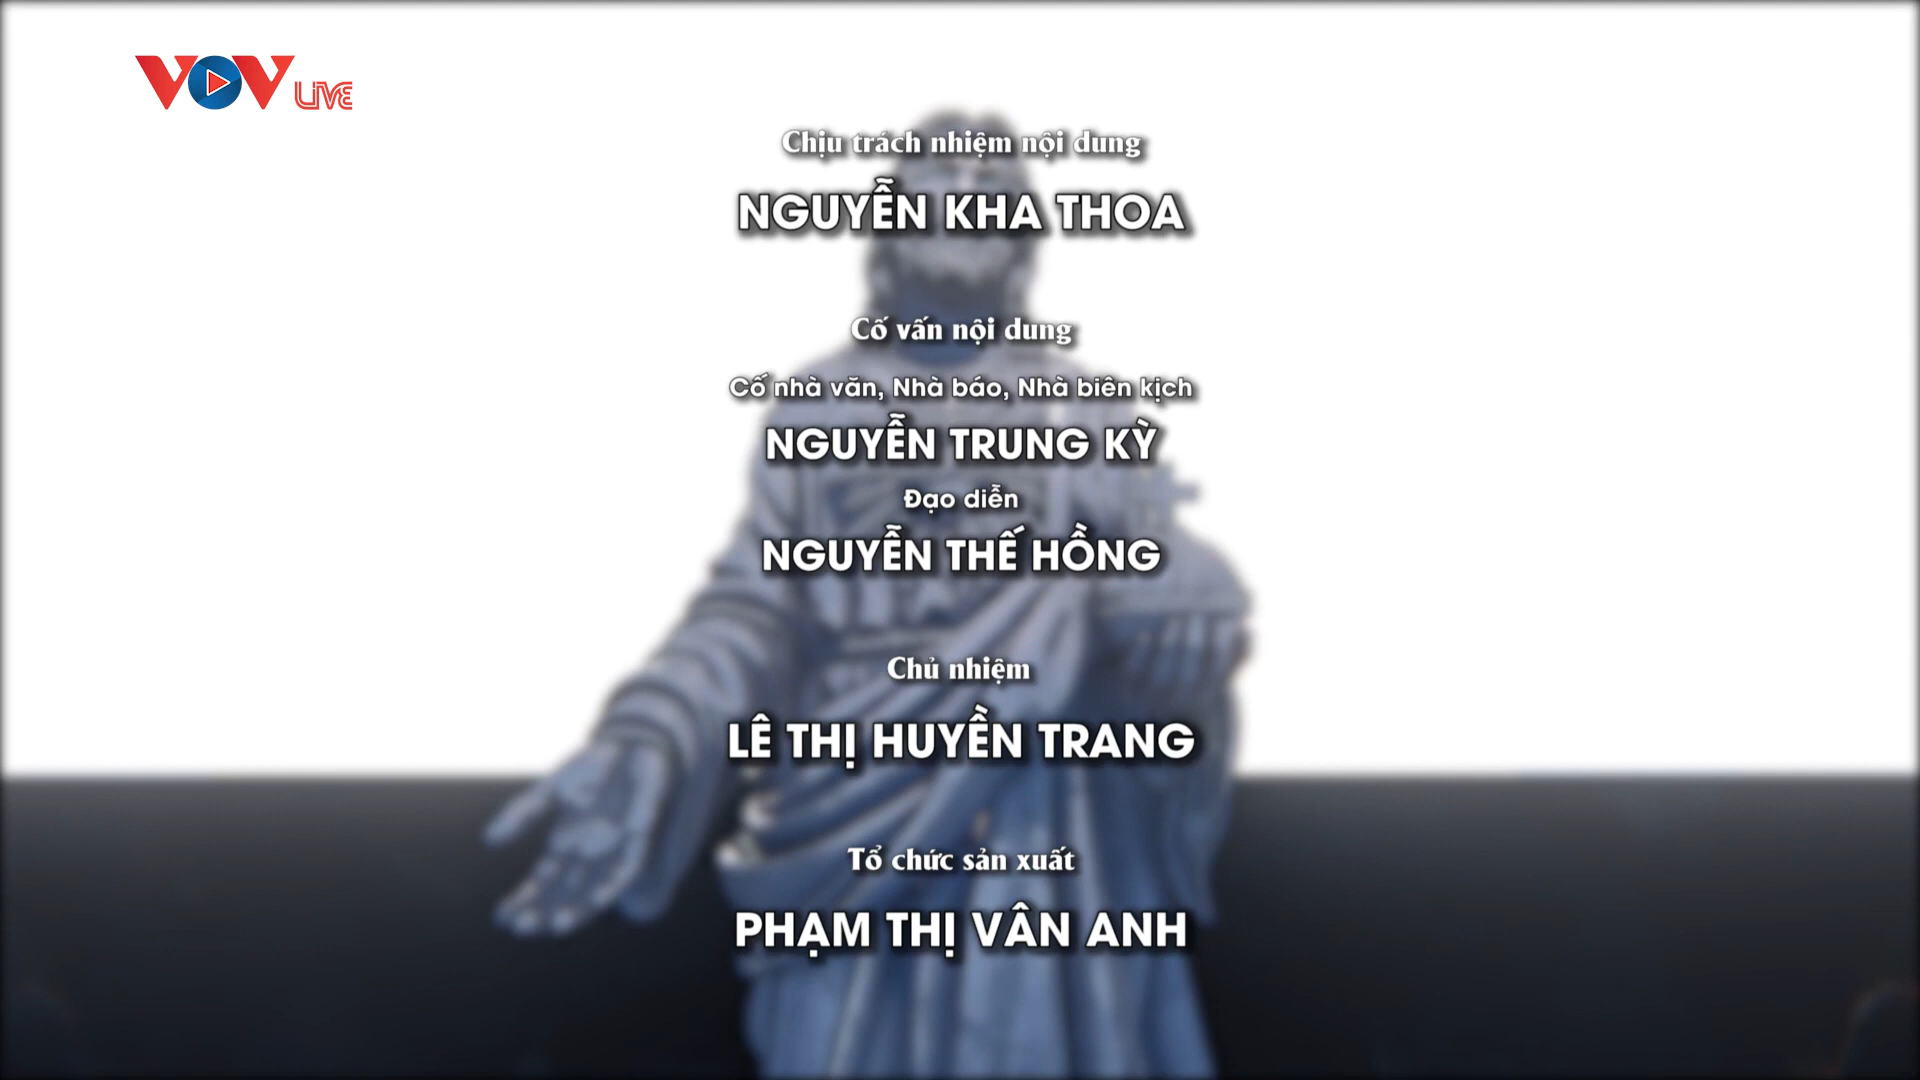 VOV LIVE
Chịu trách nhiệm nội dung
NGUYỄN KHA THOA
Cố vấn nội dung
Cố nhà văn, Nhà báo, Nhà biên kịch
NGUYỄN TRUNG KỲ
Đạo diễn
NGUYỄN THẾ HỒNG
Chủ nhiệm
LÊ THỊ HUYỀN TRANG
Tổ chức sản xuất
PHẠM THỊ VÂN ANH